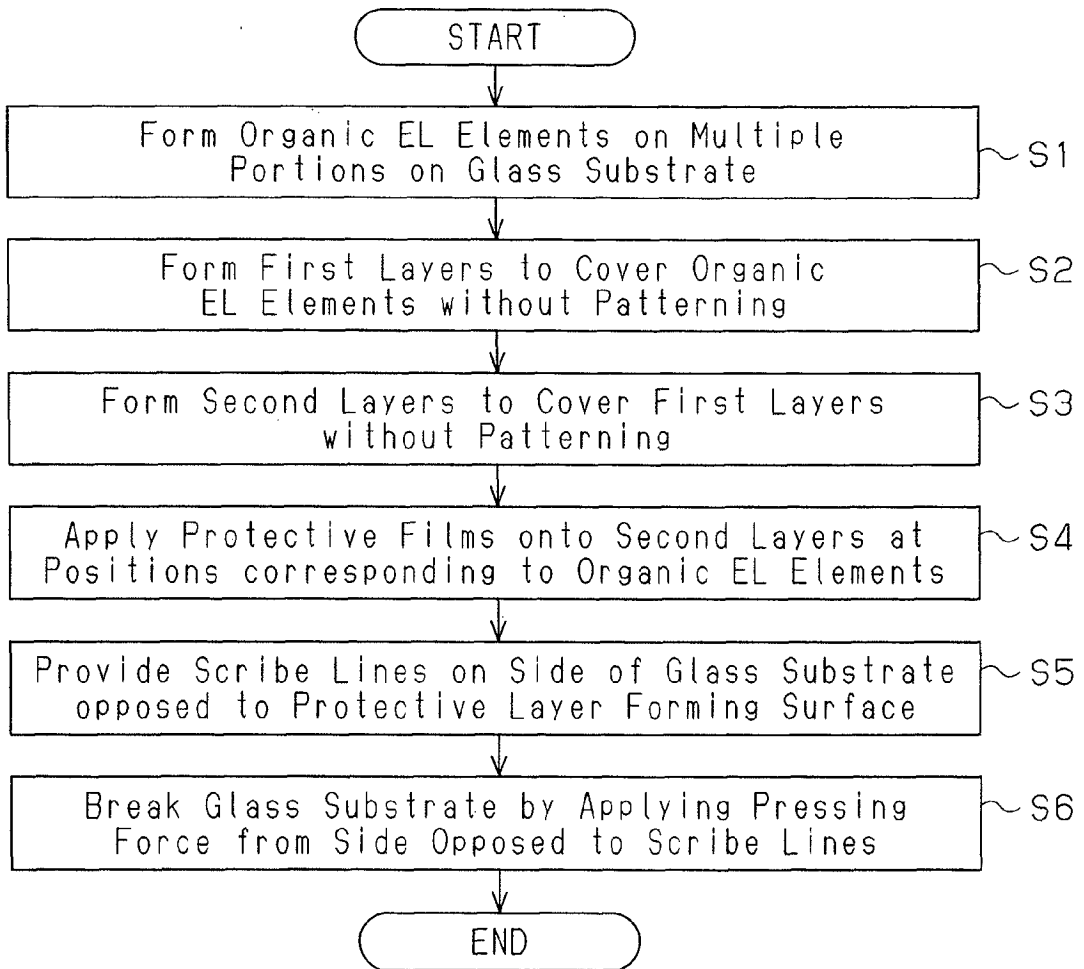 START
Form Organic EL Elements on Multiple
Portions on Glass Substrate
S1
Form First Layers to Cover Organic
EL Elements without Patterning
S2
Form Second Layers to Cover First Layers
without Patterning
S3
Apply Protective Films onto Second Layers at
Positions corresponding to Organic EL Elements
S4
Provide Scribe Lines on Side of Glass Substrate
opposed to Protective Layer Forming Surface
S5
Break Glass Substrate by Applying Pressing
Force from Side Opposed to Scribe Lines
S6
END